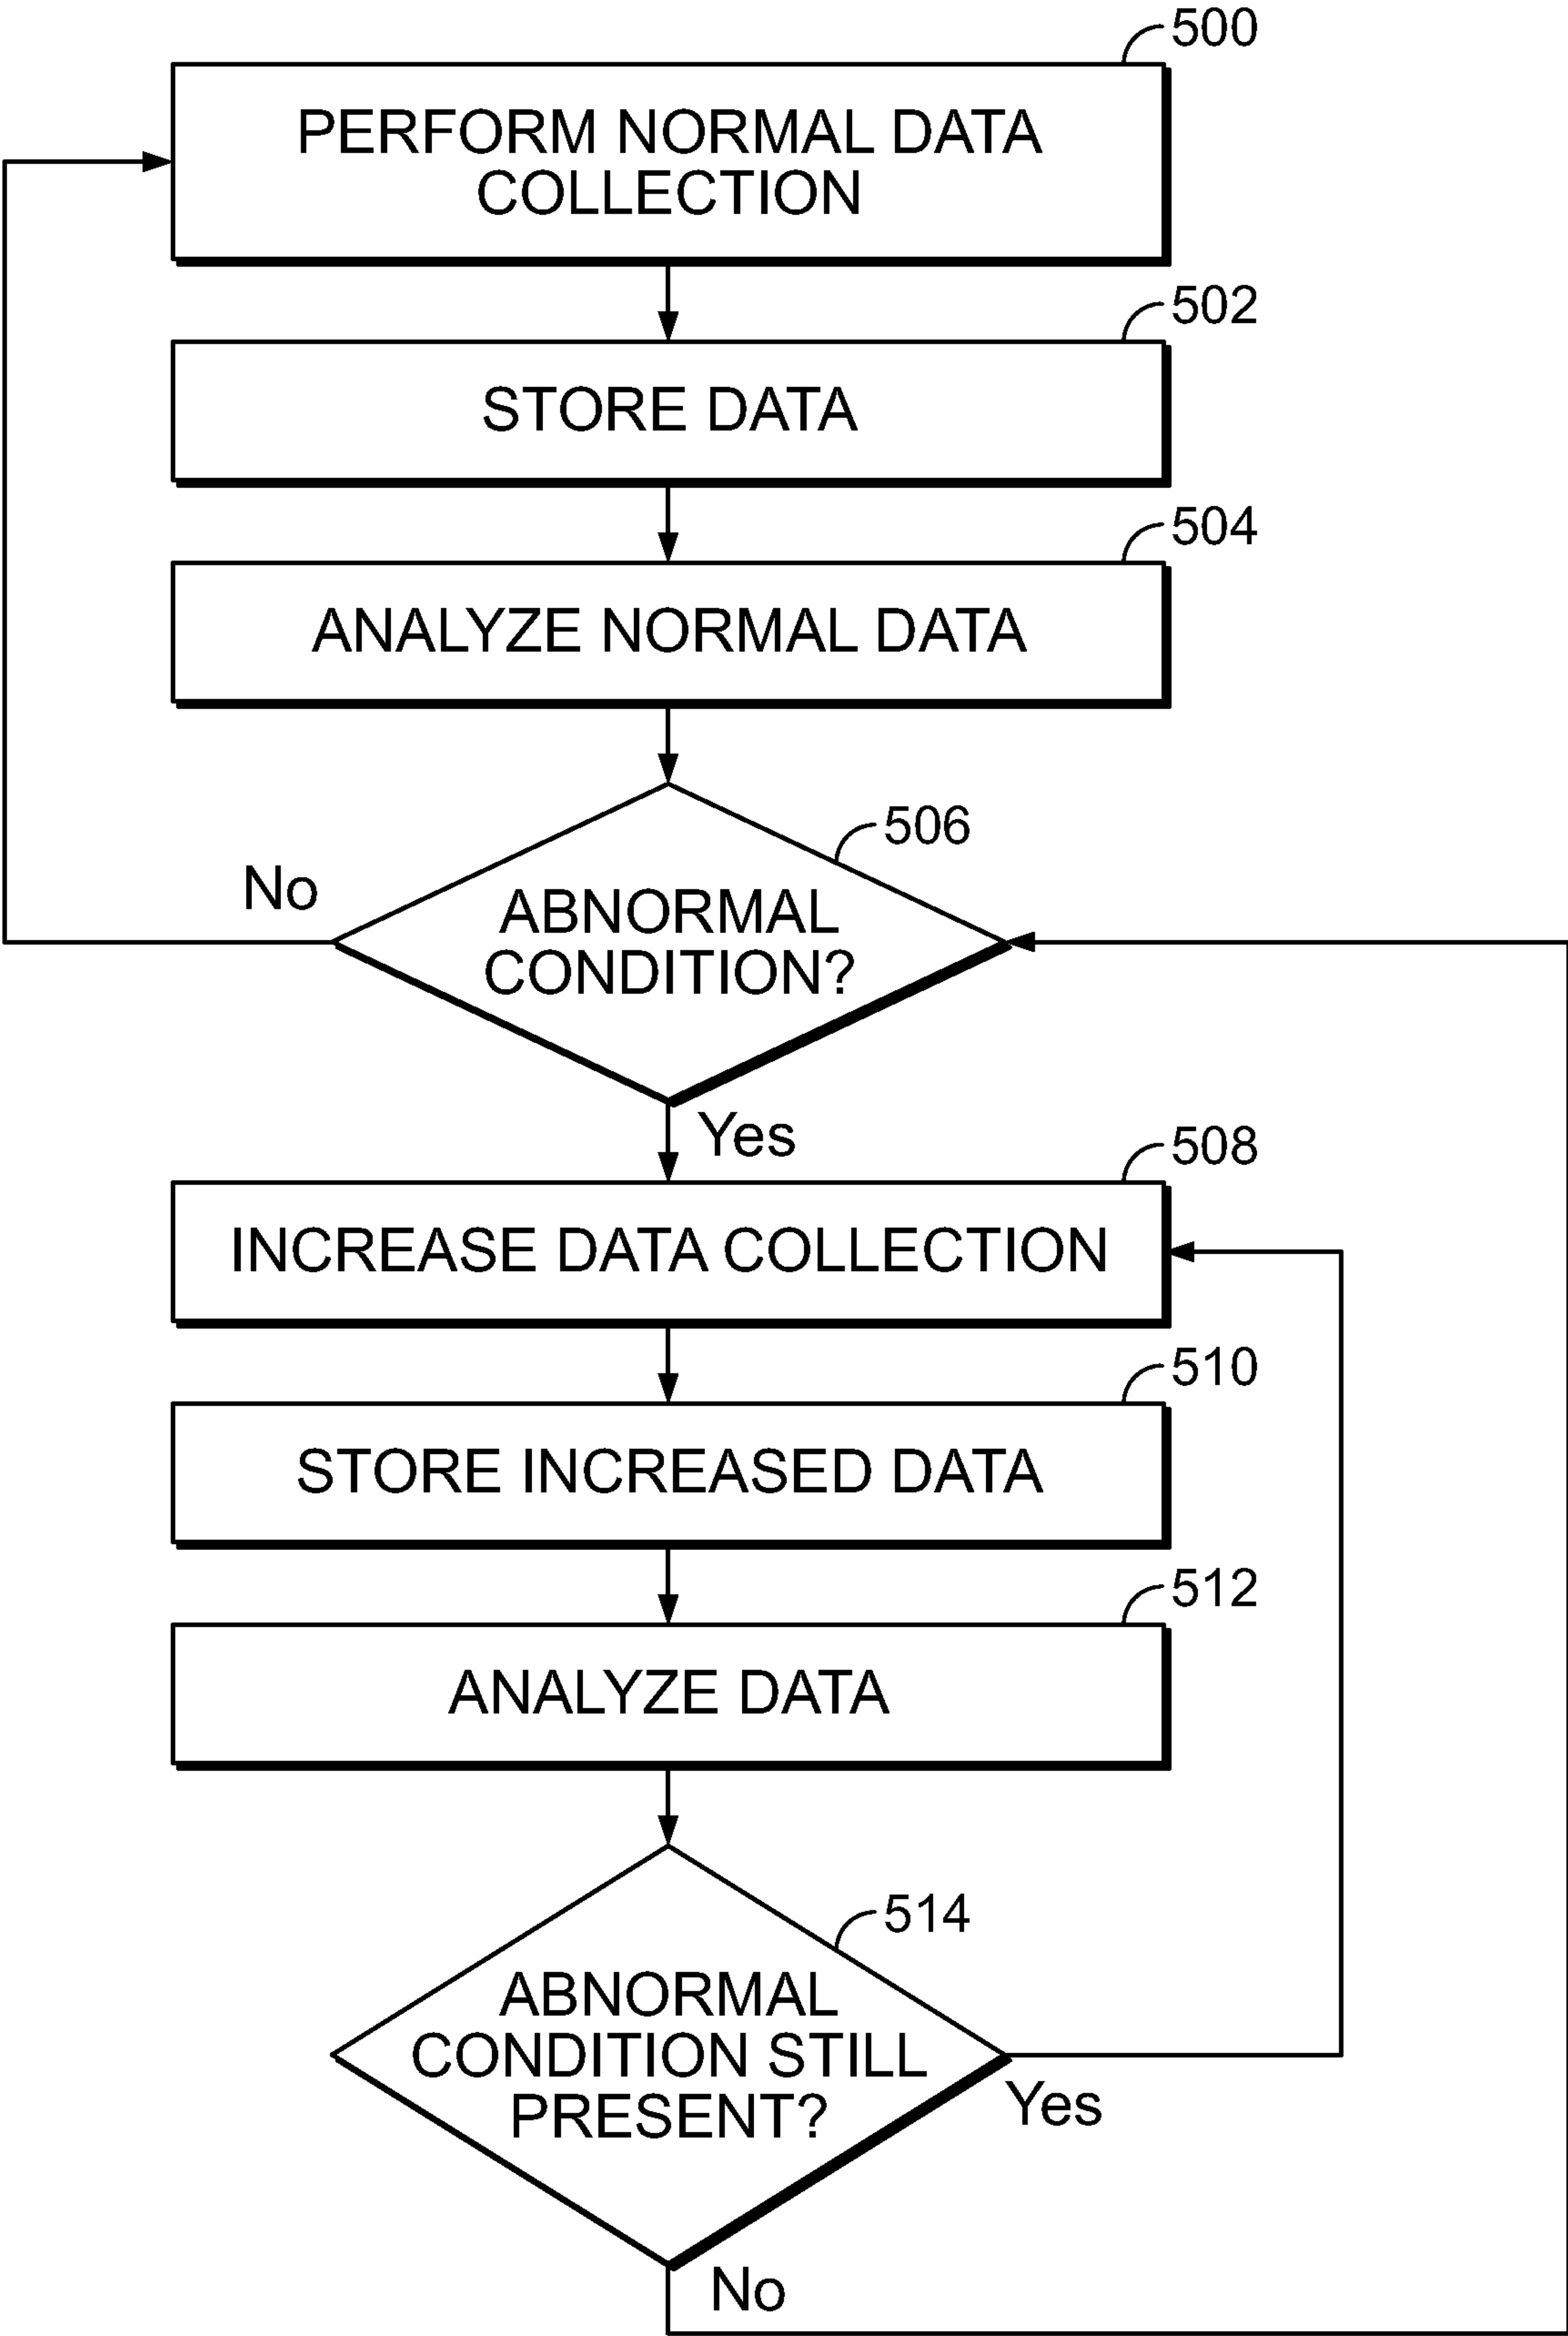 500
PERFORM NORMAL DATA
COLLECTION
502
STORE DATA
504
ANALYZE NORMAL DATA
506
No
ABNORMAL
CONDITION?
Yes
508
INCREASE DATA COLLECTION
510
STORE INCREASED DATA
512
ANALYZE DATA
514
ABNORMAL
CONDITION STILL
PRESENT?
Yes
No